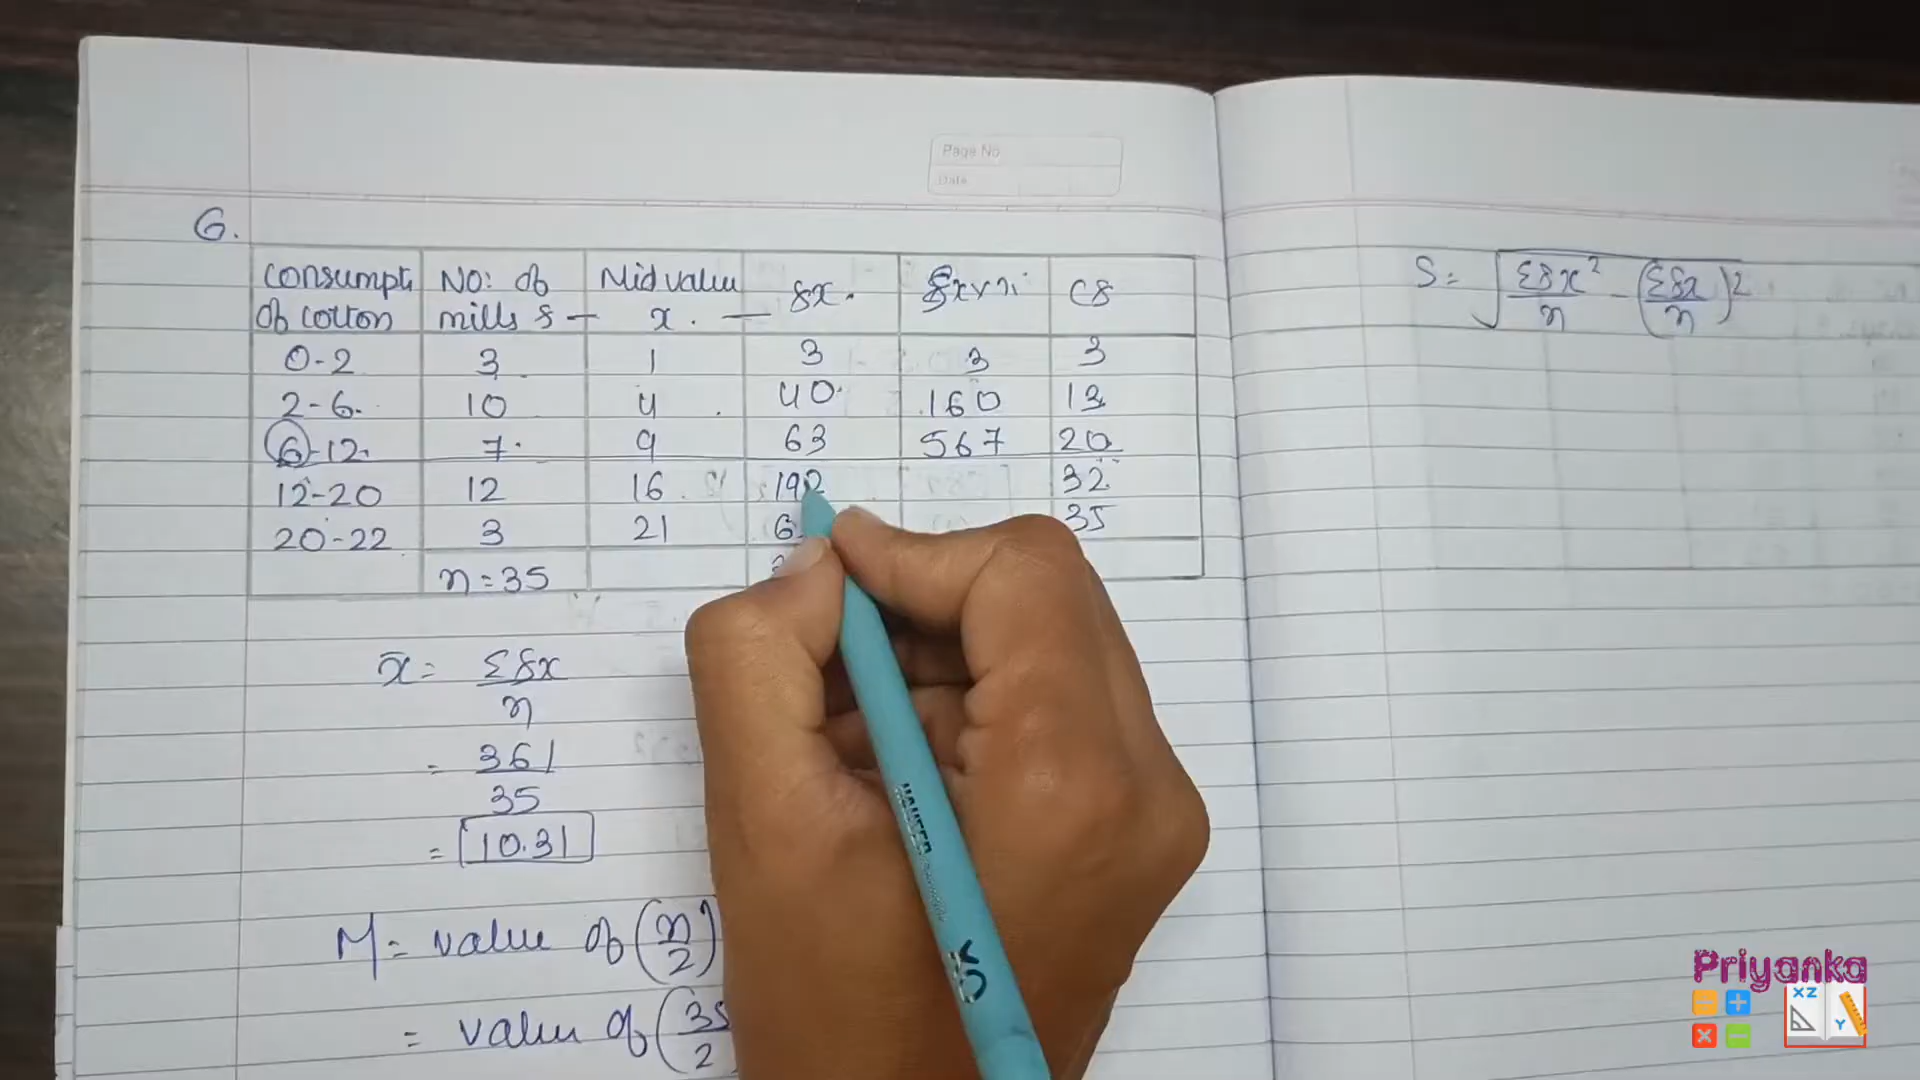 Page No
Date
6.
consumpt of cotton | NO: of mills f | Mid value x. | fx. | fx×x | cf
0-2 | 3 | 1 | 3 | 3 | 3
2-6. | 10 | 4 | 40 | 160 | 13
6-12. | 7. | 9 | 63 | 567 | 20
12-20 | 12 | 16 | 192 | 32
20-22 | 3 | 21 | 35
n=35
x̄ = Σfx
n
= 361
35
= 10.31
M = value of (n
2)
= value of (35
2
S = √Σfx² - (Σfx)²
n n
Priyanka
XZ
Y
HAUSER